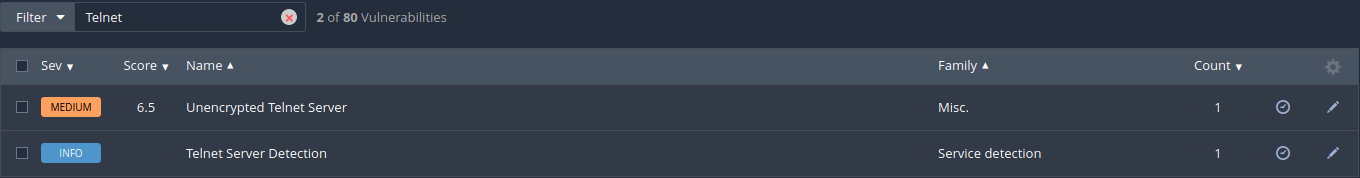 Filter Telnet 2 of 80 Vulnerabilities
Sev Score Name Family Count
MEDIUM 6.5 Unencrypted Telnet Server Misc. 1
INFO Telnet Server Detection Service detection 1